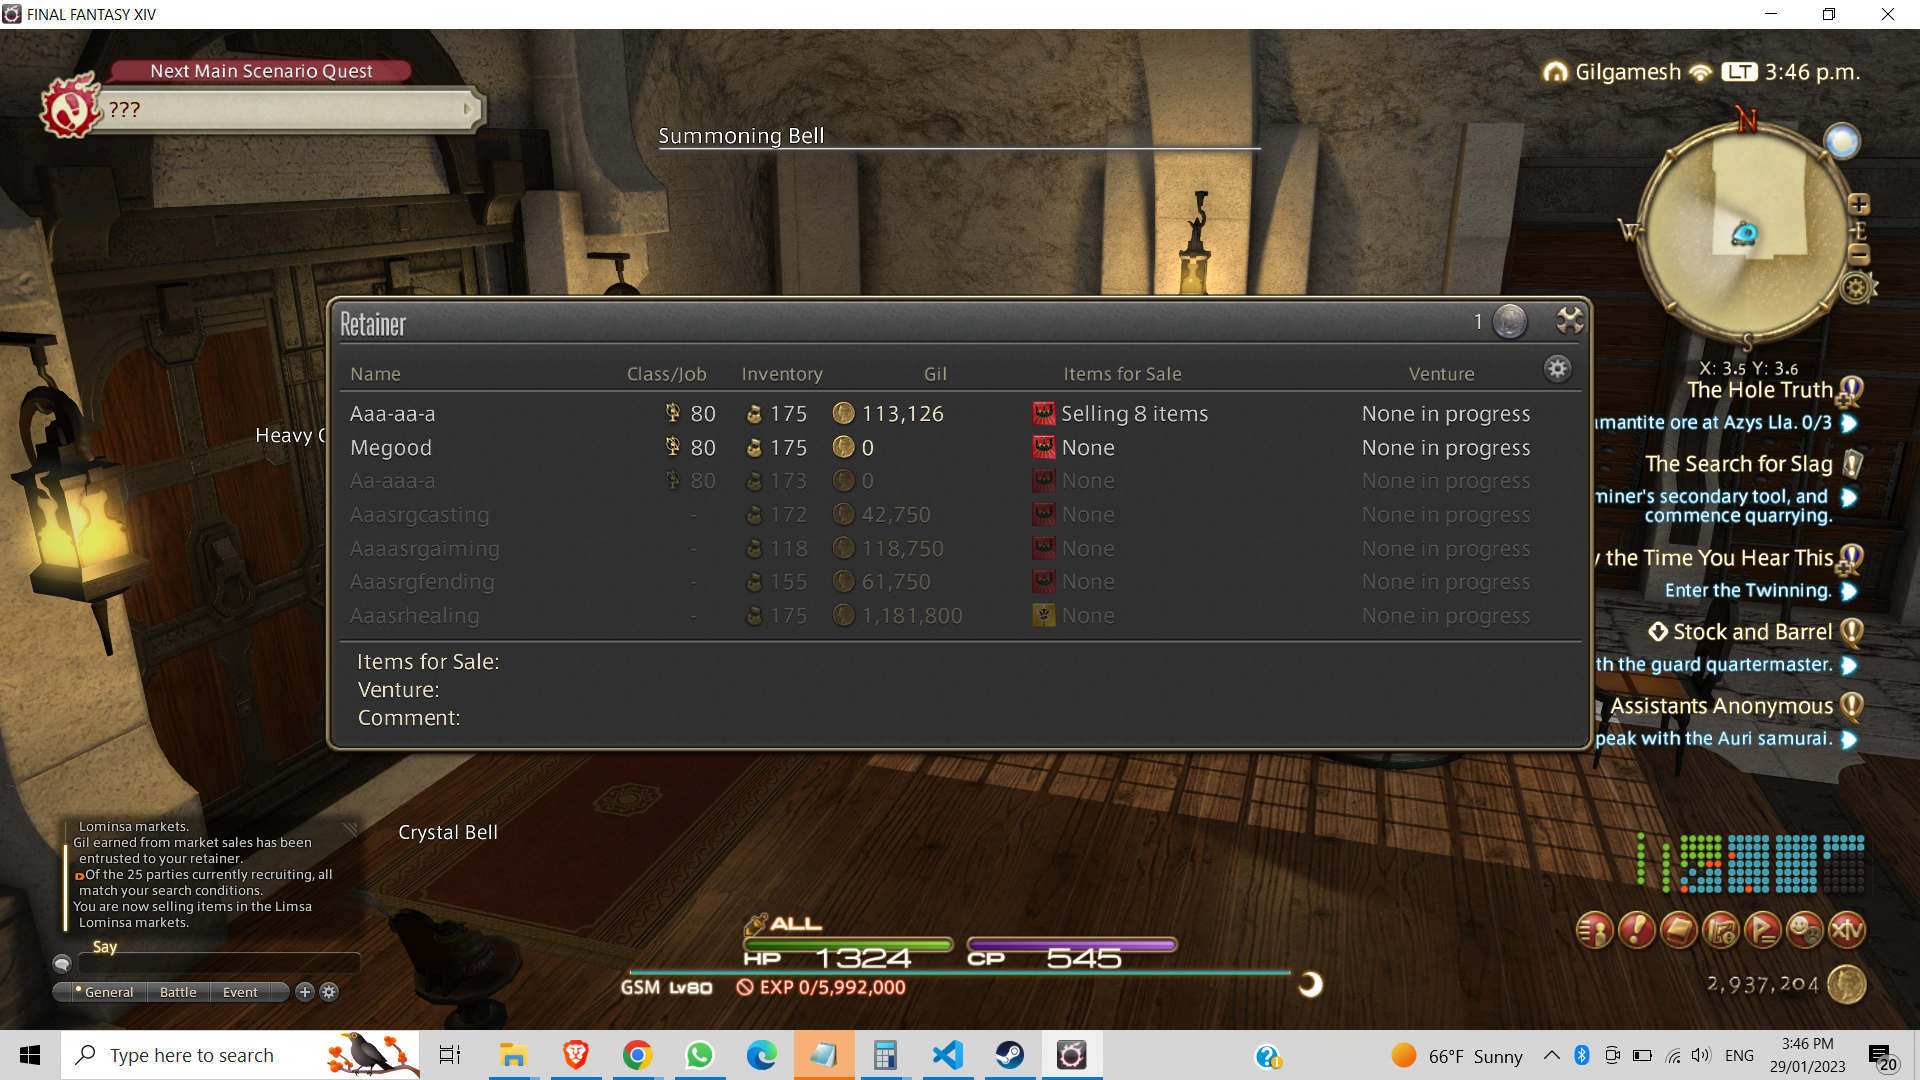 FINAL FANTASY XIV
Next Main Scenario Quest
???
Gilgamesh LT 3:46 p.m.
Summoning Bell
N
W
E
S
X: 3.5 Y: 3.6
Retainer 1
Name Class/Job Inventory Gil Items for Sale Venture
Aaa-aa-a 80 175 113,126 Selling 8 items None in progress
Megood 80 175 0 None None in progress
Aa-aaa-a 80 173 0 None None in progress
Aaasrgcasting - 172 42,750 None None in progress
Aaaasrgaiming - 118 118,750 None None in progress
Aaasrgfending - 155 61,750 None None in progress
Aaasrhealing - 175 1,181,800 None None in progress
Items for Sale:
Venture:
Comment:
Heavy
The Hole Truth
amantite ore at Azys Lla. 0/3
The Search for Slag
miner's secondary tool, and
commence quarrying.
y the Time You Hear This
Enter the Twinning.
Stock and Barrel
th the guard quartermaster.
Assistants Anonymous
peak with the Auri samurai.
Crystal Bell
Lominsa markets.
Gil earned from market sales has been
entrusted to your retainer.
Of the 25 parties currently recruiting, all
match your search conditions.
You are now selling items in the Limsa
Lominsa markets.
Say
General Battle Event
ALL
HP 1324 CP 545
GSM Lv80 EXP 0/5,992,000
XIV
2,937,204
Type here to search
66°F Sunny
ENG
3:46 PM
29/01/2023
20